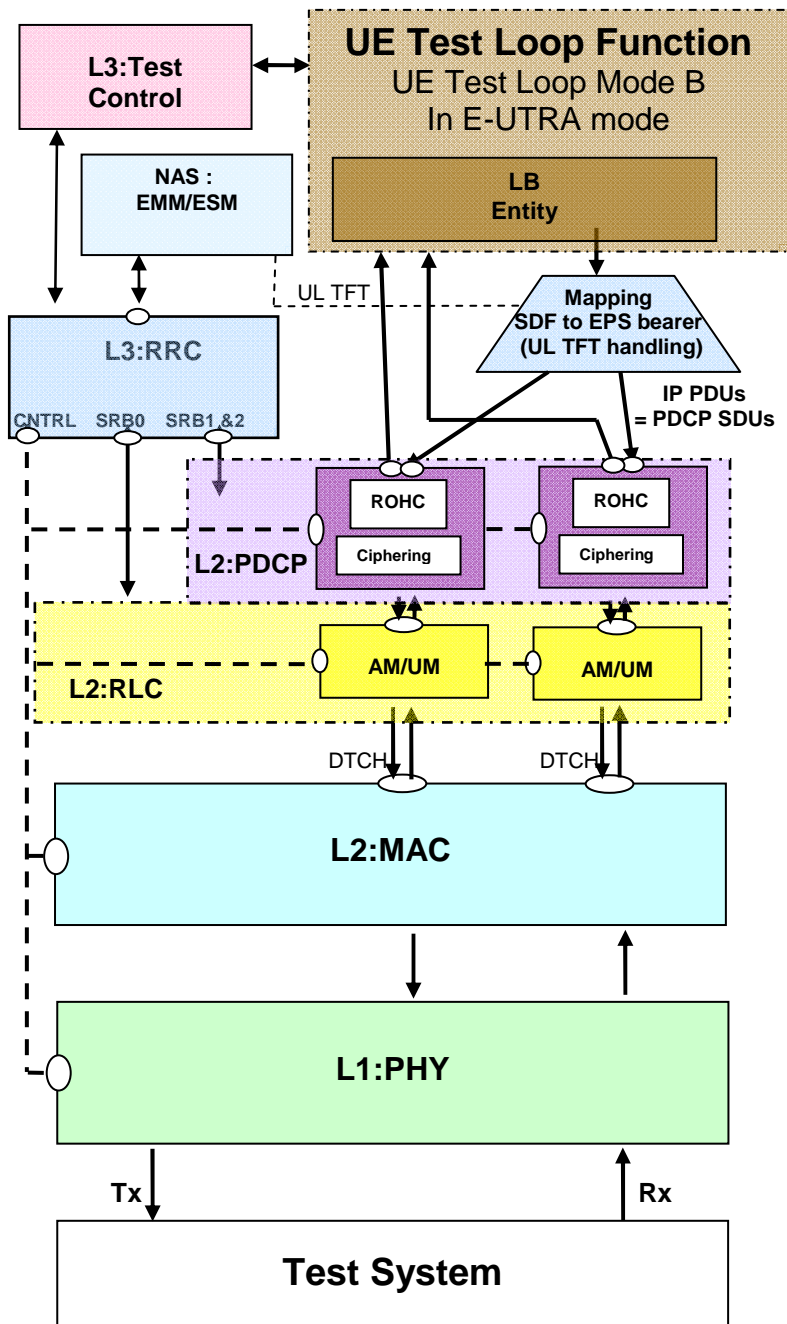 UE Test Loop Function
UE Test Loop Mode B
In E-UTRA mode
L3:Test
Control
NAS :
EMM/ESM
LB
Entity
UL TFT
Mapping
SDF to EPS bearer
(UL TFT handling)
L3:RRC
CNTRL SRB0 SRB1 &2
IP PDUs
= PDCP SDUs
ROHC
ROHC
Ciphering
Ciphering
L2:PDCP
AM/UM
AM/UM
L2:RLC
DTCH
DTCH
L2:MAC
L1:PHY
Tx
Rx
Test System